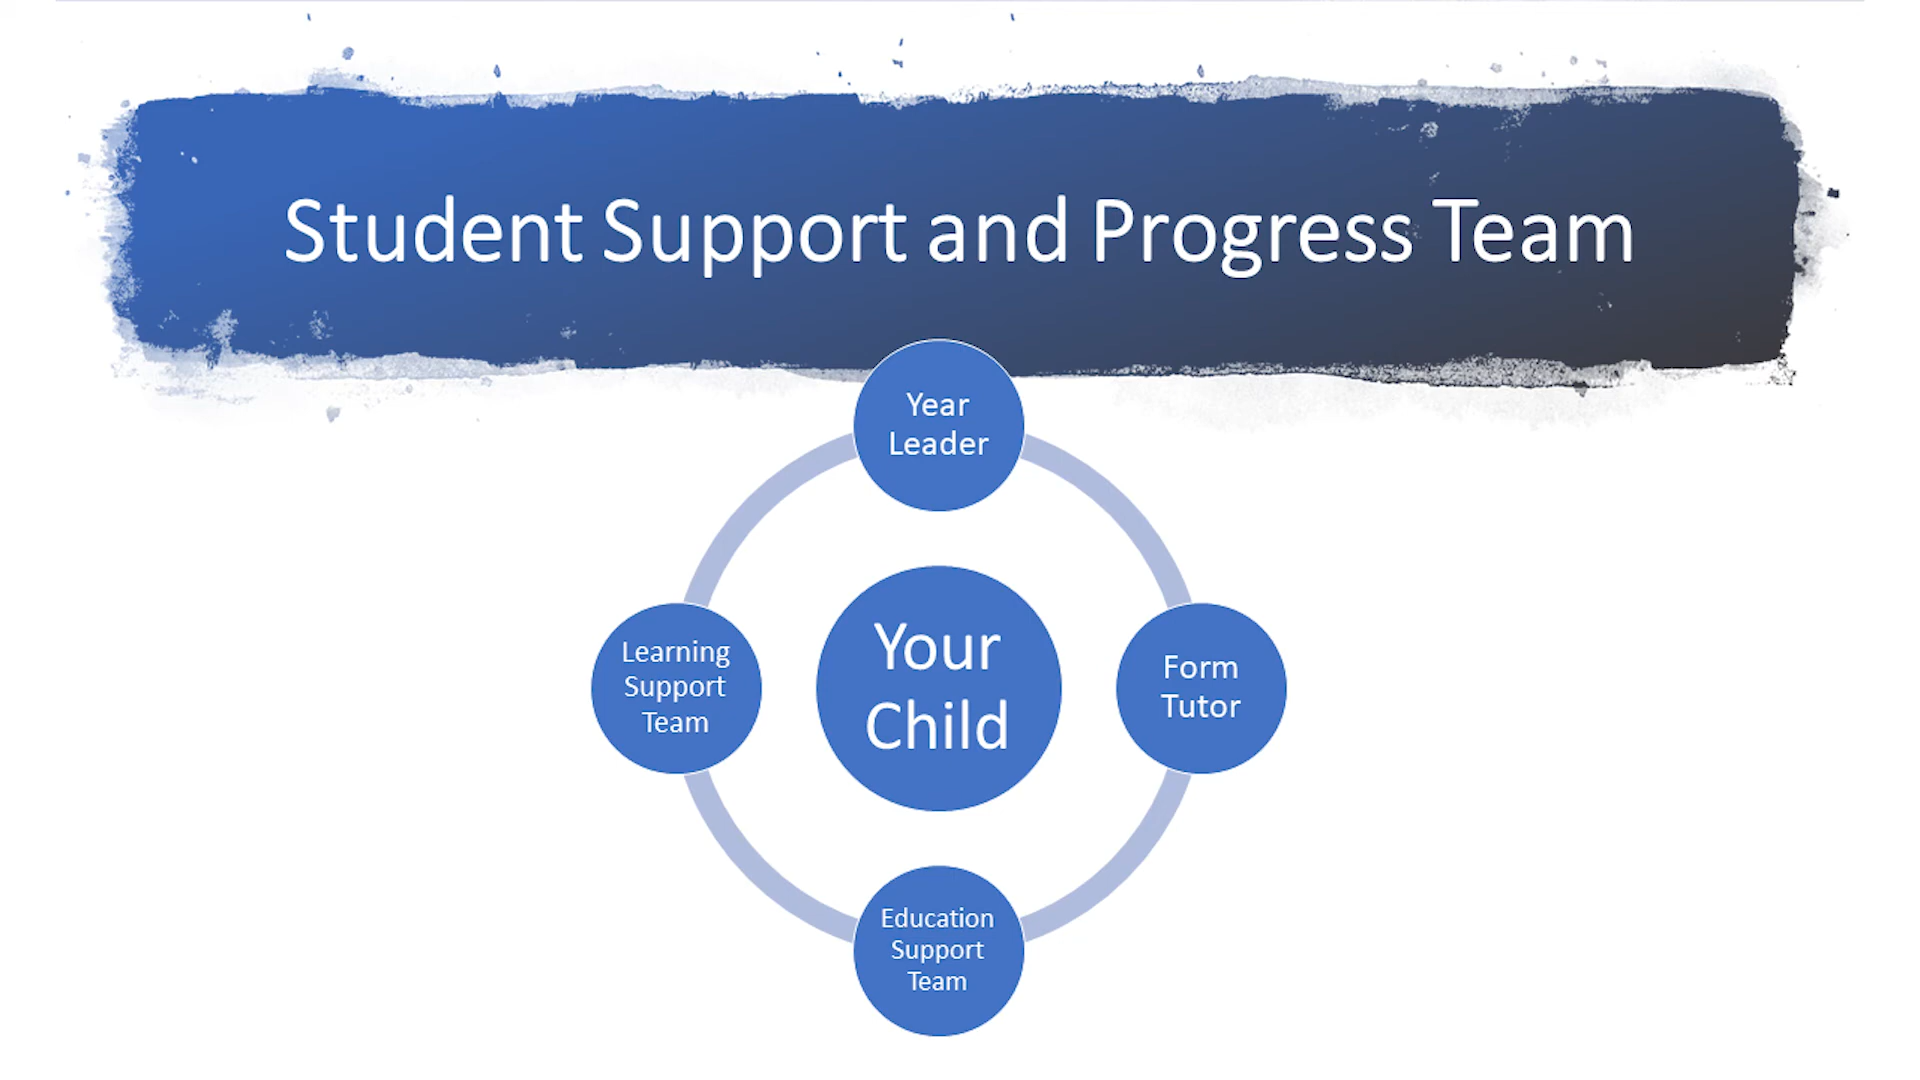 Student Support and Progress Team
Year
Leader
Learning
Support
Team
Your
Child
Form
Tutor
Education
Support
Team